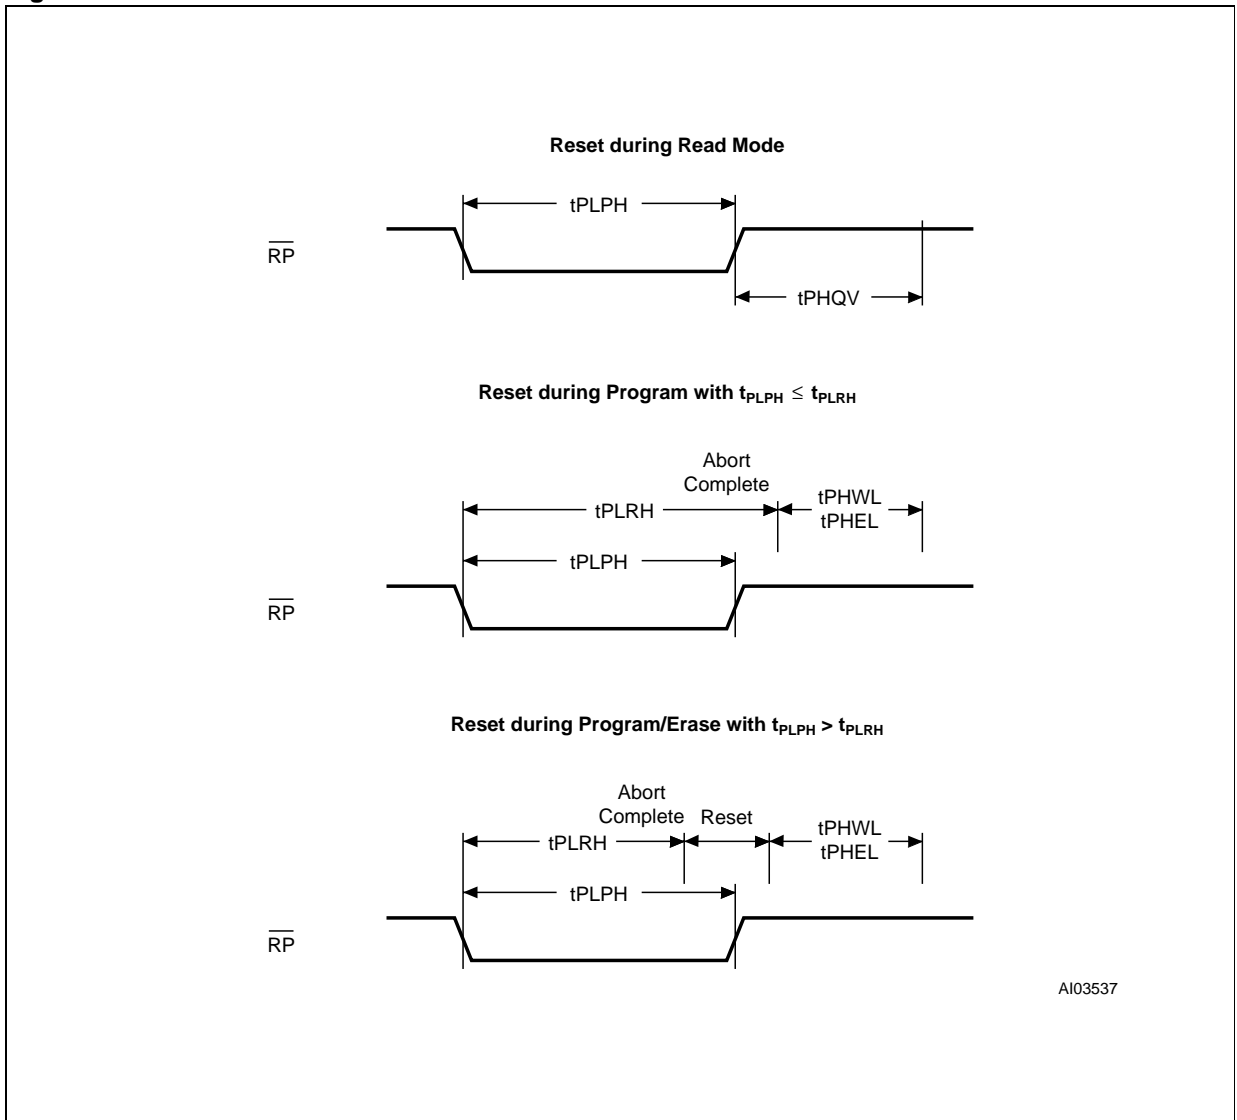 Reset during Read Mode
tPLPH
RP
tPHQV
Reset during Program with tPLPH ≤ tPLRH
Abort
Complete
tPHWL
tPLRH
tPHEL
tPLPH
RP
Reset during Program/Erase with tPLPH > tPLRH
Abort
Complete
Reset
tPHWL
tPLRH
tPHEL
tPLPH
RP
AI03537